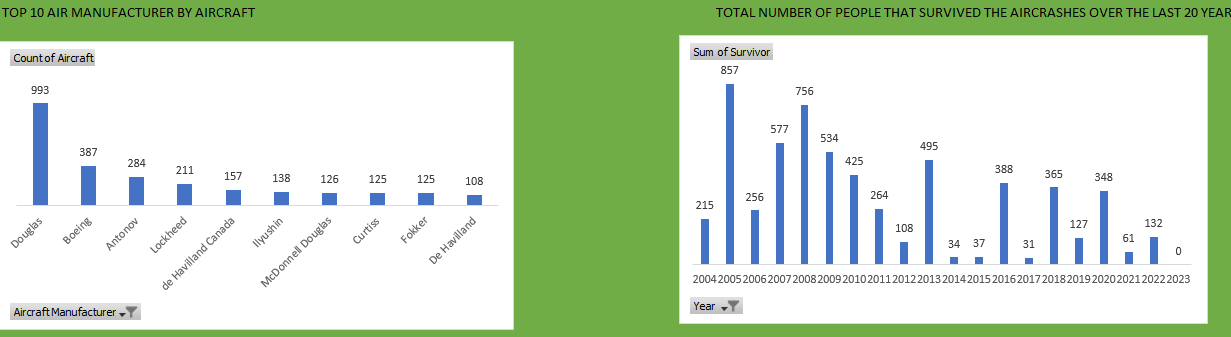 TOP 10 AIR MANUFACTURER BY AIRCRAFT
Count of Aircraft
993
387
284
211
157
138
126
125
125
108
Douglas
Boeing
Antonov
Lockheed
de Havilland Canada
Ilyushin
McDonnell Douglas
Curtiss
Fokker
De Havilland
Aircraft Manufacturer
TOTAL NUMBER OF PEOPLE THAT SURVIVED THE AIRCRASHES OVER THE LAST 20 YEAR
Sum of Survivor
215
857
256
577
756
534
425
264
108
495
34
37
388
31
365
127
348
61
132
0
2004 2005 2006 2007 2008 2009 2010 2011 2012 2013 2014 2015 2016 2017 2018 2019 2020 2021 2022 2023
Year